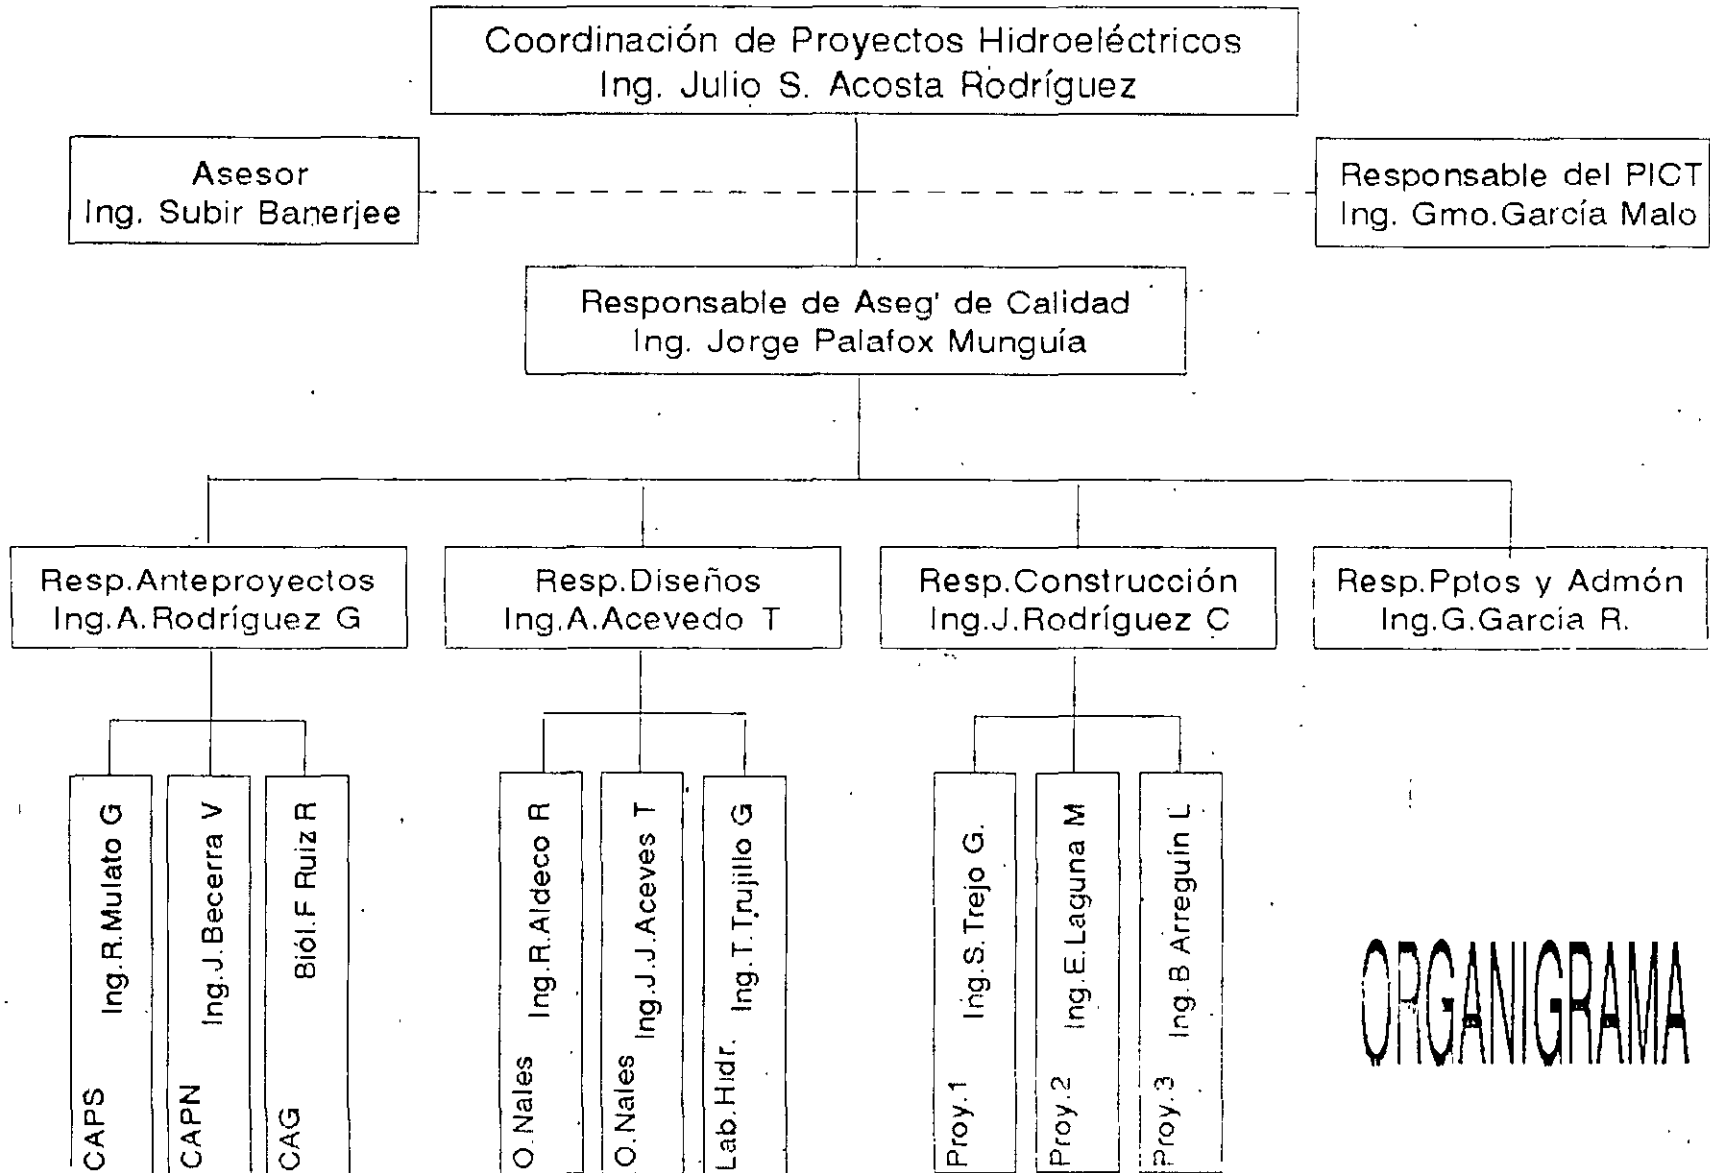 Coordinación de Proyectos Hidroeléctricos
Ing. Julio S. Acosta Rodríguez
Asesor
Ing. Subir Banerjee
Responsable del PICT
Ing. Gmo.García Malo
Responsable de Aseg' de Calidad
Ing. Jorge Palafox Munguía
Resp.Anteproyectos
Ing.A.Rodríguez G
Resp.Diseños
Ing.A.Acevedo T
Resp.Construcción
Ing.J.Rodríguez C
Resp.Pptos y Admón
Ing.G.Garcia R.
CAPS Ing.R.Mulato G
CAPN Ing.J.Becerra V
CAG Biól.F Ruiz R
O.Nales Ing.R.Aldeco R
O.Nales Ing.J.J.Aceves T
Lab.Hidr. Ing.T.Trujillo G
Proy.1 Ing.S.Trejo G.
Proy.2 Ing.E.Laguna M
Proy.3 Ing.B Arreguín L
ORGANIGRAMA